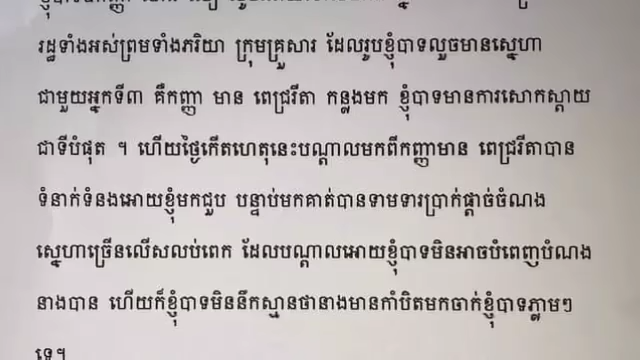 រដ្ឋទាំងអស់ព្រមទាំងភរិយា ក្រុមគ្រួសារ ដែលរូបខ្ញុំបាទលួចមានស្នេហា
ជាមួយអ្នកទី៣ គឺកញ្ញា មាន ពេជ្ររីតា កន្លងមក ខ្ញុំបាទមានការសោកស្តាយ
ជាទីបំផុត ។ ហើយថ្ងៃកើតហេតុនេះបណ្តាលមកពីកញ្ញាមាន ពេជ្ររីតាបាន
ទំនាក់ទំនងអោយខ្ញុំមកជួប បន្ទាប់មកគាត់បានទាមទារប្រាក់ផ្តាច់ចំណង
ស្នេហាច្រើនលើសលប់ពេក ដែលបណ្តាលអោយខ្ញុំបាទមិនអាចបំពេញបំណង
នាងបាន ហើយក៏ខ្ញុំបាទមិននឹកស្មានថានាងមានកាំបិតមកចាក់ខ្ញុំបាទភ្លាមៗ
ទេ។